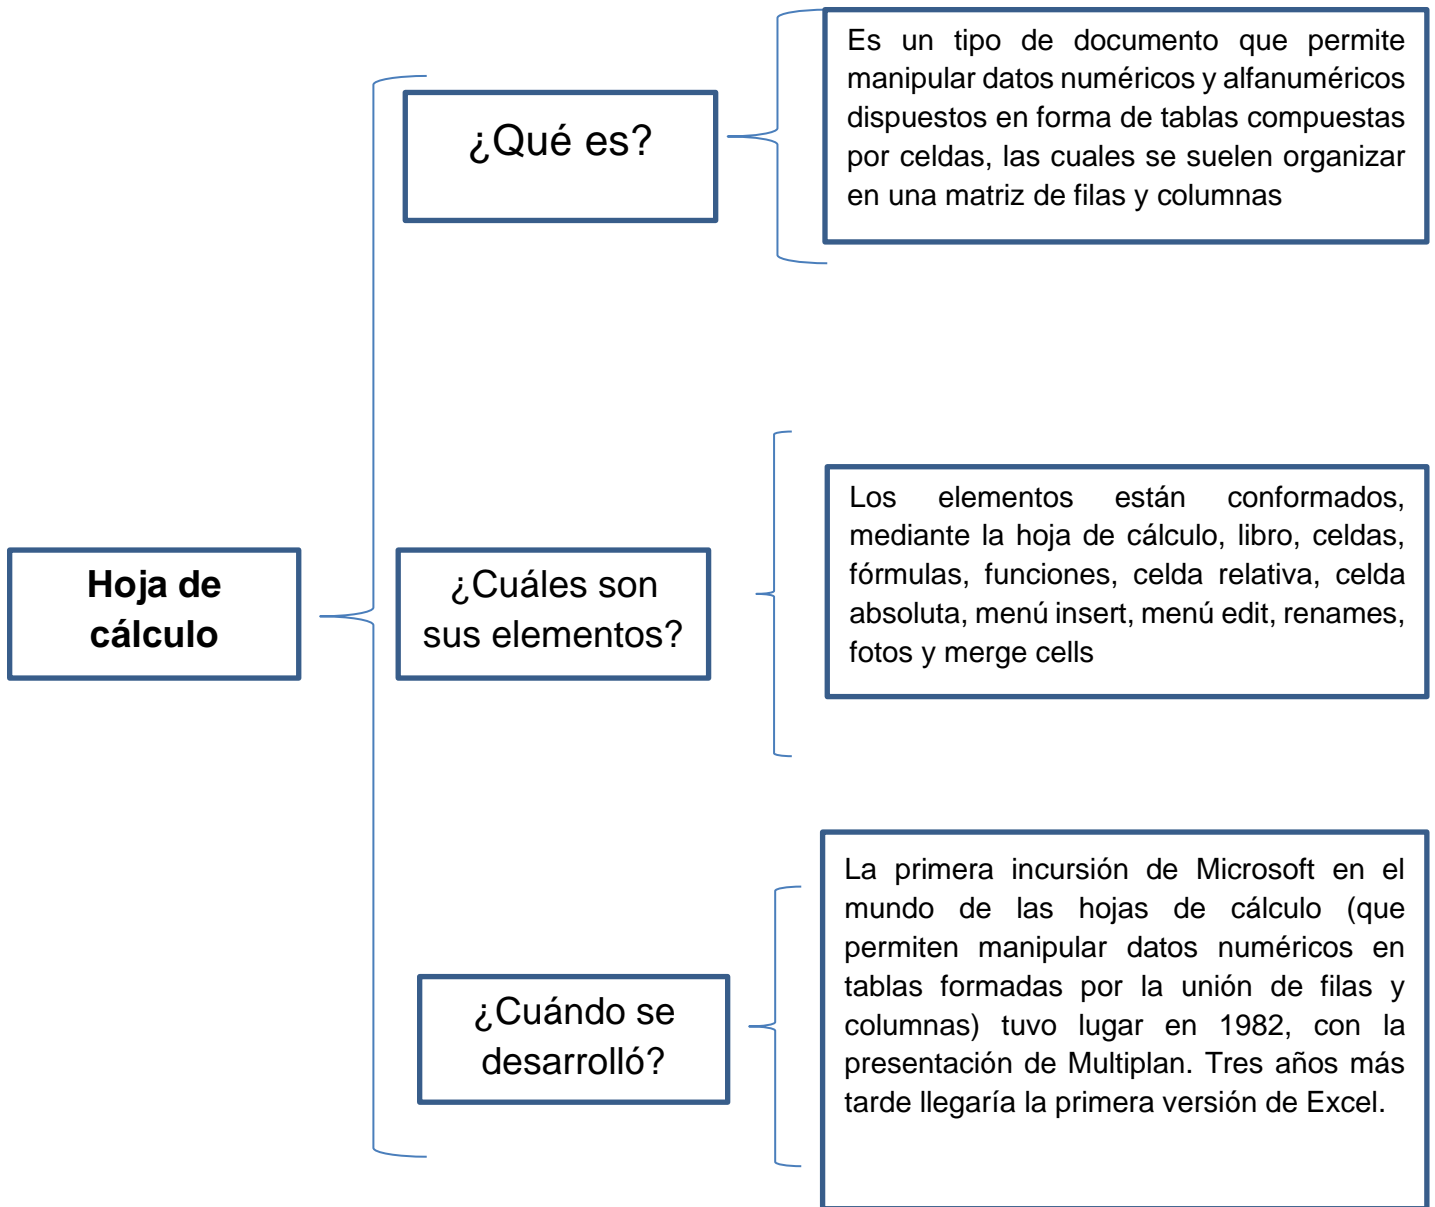 Hoja de
cálculo
¿Qué es?
Es un tipo de documento que permite
manipular datos numéricos y alfanuméricos
dispuestos en forma de tablas compuestas
por celdas, las cuales se suelen organizar
en una matriz de filas y columnas
¿Cuáles son
sus elementos?
Los elementos están conformados,
mediante la hoja de cálculo, libro, celdas,
fórmulas, funciones, celda relativa, celda
absoluta, menú insert, menú edit, renames,
fotos y merge cells
¿Cuándo se
desarrolló?
La primera incursión de Microsoft en el
mundo de las hojas de cálculo (que
permiten manipular datos numéricos en
tablas formadas por la unión de filas y
columnas) tuvo lugar en 1982, con la
presentación de Multiplan. Tres años más
tarde llegaría la primera versión de Excel.